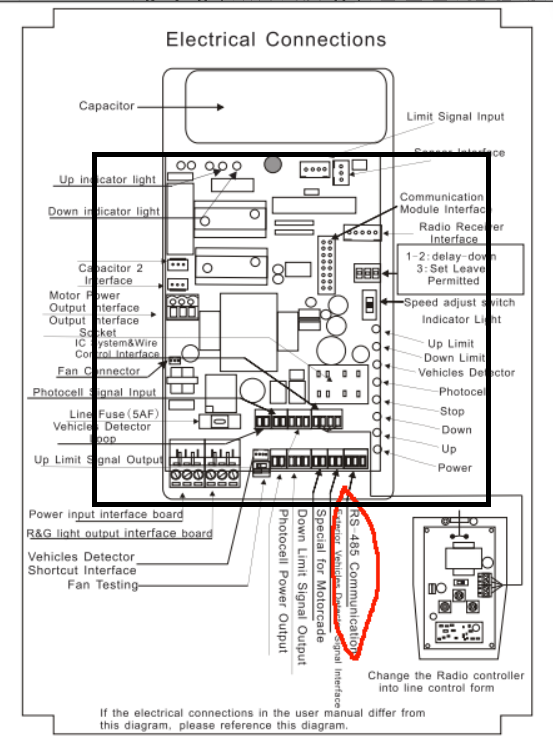 Electrical Connections
Capacitor
Limit Signal Input
Sensor Interface
Up indicator light
Down indicator light
Communication
Module Interface
Radio Receiver
Interface
1-2: delay-down
3: Set Leave
Permitted
Capacitor 2
Interface
Motor Power
Output Interface
Output Interface
Socket
IC System&Wire
Control Interface
Speed adjust switch
Indicator Light
Up Limit
Down Limit
Vehicles Detector
Photocell
Stop
Down
Up
Power
Fan Connector
Photocell Signal Input
Line Fuse(5AF)
Vehicles Detector
Loop
Up Limit Signal Output
Power input interface board
R&G light output interface board
Vehicles Detector
Shortcut Interface
Fan Testing
Photocell Power Output
Down Limit Signal Output
Special for Motorcade
Exterior Vehicles Detector Signal Interface
RS-485 Communication
Change the Radio controller
into line control form
If the electrical connections in the user manual differ from
this diagram, please reference this diagram.